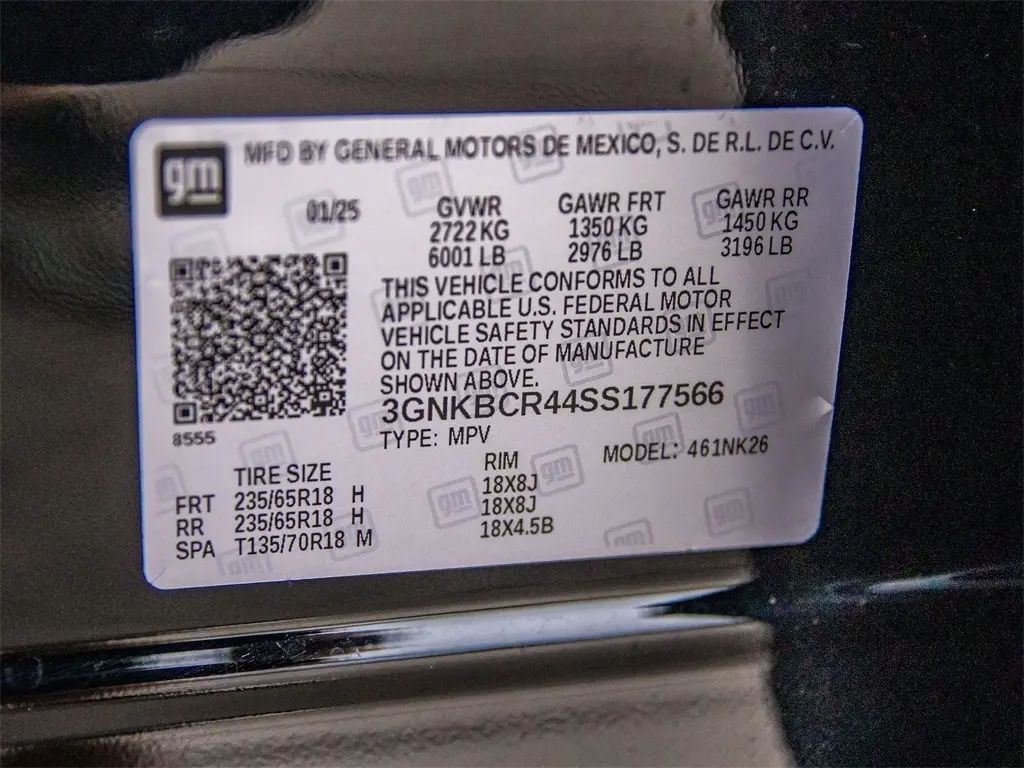 gm MFD BY GENERAL MOTORS DE MEXICO, S. DE R.L. DE C.V.
01/25 GVWR GAWR FRT GAWR RR
2722 KG 1350 KG 1450 KG
6001 LB 2976 LB 3196 LB
THIS VEHICLE CONFORMS TO ALL
APPLICABLE U.S. FEDERAL MOTOR
VEHICLE SAFETY STANDARDS IN EFFECT
ON THE DATE OF MANUFACTURE
SHOWN ABOVE.
3GNKBCR44SS177566
8555
TYPE: MPV MODEL: 461NK26
TIRE SIZE RIM
FRT 235/65R18 H 18X8J
RR 235/65R18 H 18X8J
SPA T135/70R18 M 18X4.5B